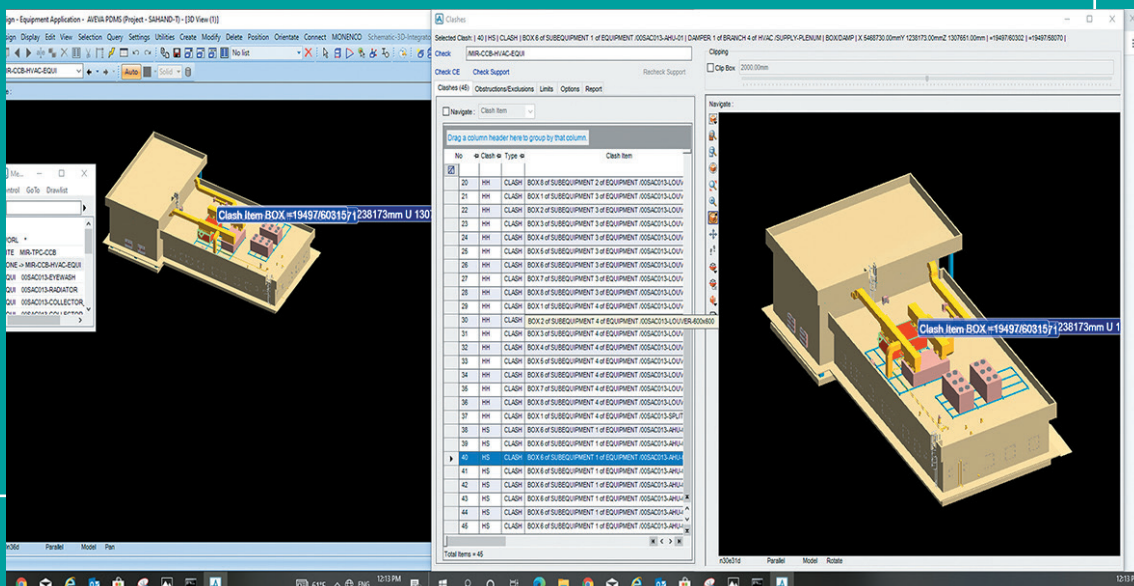 sign - Equipment Application - AVEVA PDMS (Project - SAHAND-T) - [3D View (1)]
Display Edit View Selection Query Settings Utilities Create Modify Delete Position Orientate Connect MONENCO Schematic-3D-Integrator
No list
MIR-CCB-HVAC-EQUI
Auto
Solid
Control GoTo Drawlist
WORL *
SITE MIR-TPC-CCB
ZONE -> MIR-CCB-HVAC-EQUI
EQUI 00SAC013-EYEWASH
EQUI 00SAC013-RADIATOR
EQUI 00SAC013-COLLECTOR
EQUI 00SAC013-COLLECTOR
Clash Item BOX =19497/60315
238173mm U 1307
Parallel Model Pan
Clashes
Selected Clash: | 40 | HS | CLASH | BOX 6 of SUBEQUIPMENT 1 of EQUIPMENT /00SAC013-AHU-01 | DAMPER 1 of BRANCH 4 of HVAC /SUPPLY-PLENUM | BOX/DAMP | X 5468730.00mmY 1238173.00mmZ 1307651.00mm | =19497/60302 | =19497/58070 |
Check MIR-CCB-HVAC-EQUI
Check CE Check Support Recheck Support
Clashes (45) Obstructions/Exclusions Limits Options Report
Navigate : Clash Item
Drag a column header here to group by that column.
No Clash Type Clash Item
20 HH CLASH BOX 8 of SUBEQUIPMENT 2 of EQUIPMENT /00SAC013-LOUV
21 HH CLASH BOX 1 of SUBEQUIPMENT 3 of EQUIPMENT /00SAC013-LOUV
22 HH CLASH BOX 2 of SUBEQUIPMENT 3 of EQUIPMENT /00SAC013-LOUV
23 HH CLASH BOX 3 of SUBEQUIPMENT 3 of EQUIPMENT /00SAC013-LOUV
24 HH CLASH BOX 4 of SUBEQUIPMENT 3 of EQUIPMENT /00SAC013-LOUV
25 HH CLASH BOX 5 of SUBEQUIPMENT 3 of EQUIPMENT /00SAC013-LOUV
26 HH CLASH BOX 6 of SUBEQUIPMENT 3 of EQUIPMENT /00SAC013-LOUV
27 HH CLASH BOX 7 of SUBEQUIPMENT 3 of EQUIPMENT /00SAC013-LOUV
28 HH CLASH BOX 8 of SUBEQUIPMENT 3 of EQUIPMENT /00SAC013-LOUV
29 HH CLASH BOX 1 of SUBEQUIPMENT 4 of EQUIPMENT /00SAC013-LOUV
30 HH CLASH BOX 2 of SUBEQUIPMENT 4 of EQUIPMENT /00SAC013-LOUVER-600x600
31 HH CLASH BOX 3 of SUBEQUIPMENT 4 of EQUIPMENT /00SAC013-LOUV
32 HH CLASH BOX 4 of SUBEQUIPMENT 4 of EQUIPMENT /00SAC013-LOUV
33 HH CLASH BOX 5 of SUBEQUIPMENT 4 of EQUIPMENT /00SAC013-LOUV
34 HH CLASH BOX 6 of SUBEQUIPMENT 4 of EQUIPMENT /00SAC013-LOUV
35 HH CLASH BOX 7 of SUBEQUIPMENT 4 of EQUIPMENT /00SAC013-LOUV
36 HH CLASH BOX 8 of SUBEQUIPMENT 4 of EQUIPMENT /00SAC013-LOUV
37 HH CLASH BOX 1 of SUBEQUIPMENT 4 of EQUIPMENT /00SAC013-SPLIT
38 HS CLASH BOX 6 of SUBEQUIPMENT 1 of EQUIPMENT /00SAC013-AHU-
39 HS CLASH BOX 6 of SUBEQUIPMENT 1 of EQUIPMENT /00SAC013-AHU-
40 HS CLASH BOX 6 of SUBEQUIPMENT 1 of EQUIPMENT /00SAC013-AHU-
41 HS CLASH BOX 6 of SUBEQUIPMENT 1 of EQUIPMENT /00SAC013-AHU-
42 HS CLASH BOX 6 of SUBEQUIPMENT 1 of EQUIPMENT /00SAC013-AHU-
43 HS CLASH BOX 6 of SUBEQUIPMENT 1 of EQUIPMENT /00SAC013-AHU-
44 HS CLASH BOX 6 of SUBEQUIPMENT 1 of EQUIPMENT /00SAC013-AHU-
45 HS CLASH BOX 6 of SUBEQUIPMENT 1 of EQUIPMENT /00SAC013-AHU-
Total Items = 45
Clipping
Clip Box 2000.00mm
Navigate :
Clash Item BOX =19497/60315
238173mm U 1
n30e31d Parallel Model Rotate
61°F ENG 12:13 PM
12:13 P